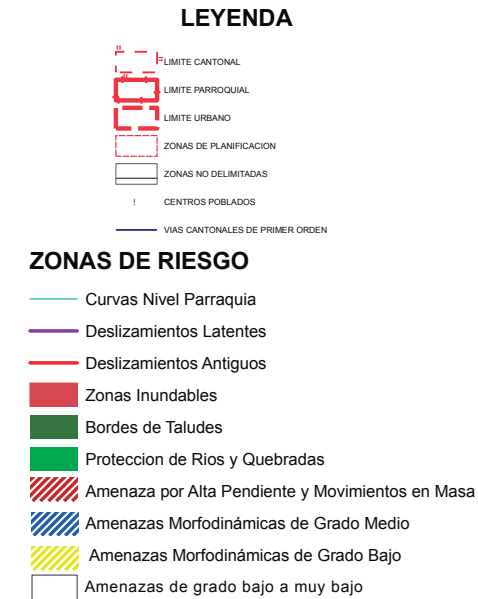 LEYENDA
LIMITE CANTONAL
LIMITE PARROQUIAL
LIMITE URBANO
ZONAS DE PLANIFICACION
ZONAS NO DELIMITADAS
CENTROS POBLADOS
VIAS CANTONALES DE PRIMER ORDEN
ZONAS DE RIESGO
Curvas Nivel Parraquia
Deslizamientos Latentes
Deslizamientos Antiguos
Zonas Inundables
Bordes de Taludes
Proteccion de Rios y Quebradas
Amenaza por Alta Pendiente y Movimientos en Masa
Amenazas Morfodinámicas de Grado Medio
Amenazas Morfodinámicas de Grado Bajo
Amenazas de grado bajo a muy bajo